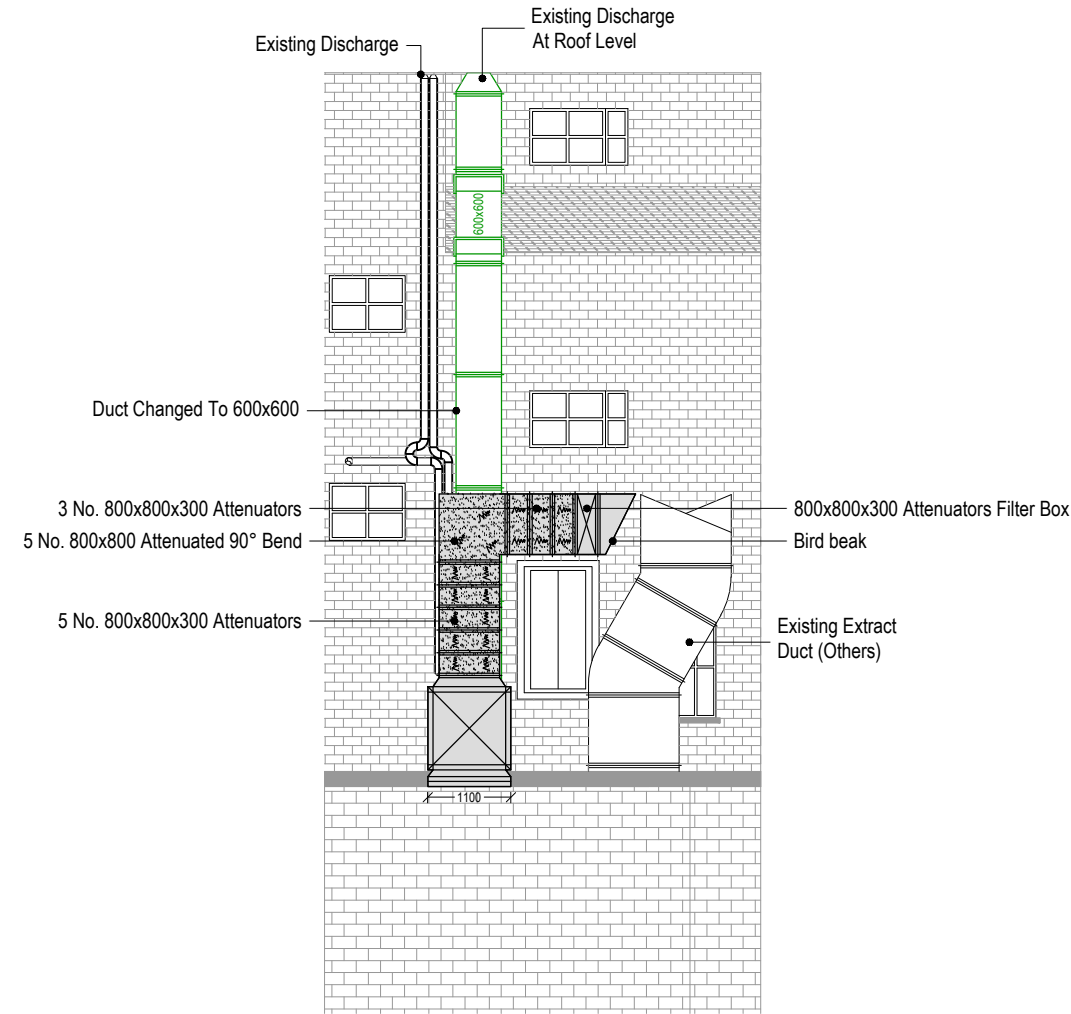 Existing Discharge
At Roof Level
Existing Discharge
600x600
Duct Changed To 600x600
3 No. 800x800x300 Attenuators
800x800x300 Attenuators Filter Box
5 No. 800x800 Attenuated 90° Bend
Bird beak
5 No. 800x800x300 Attenuators
Existing Extract
Duct (Others)
1100